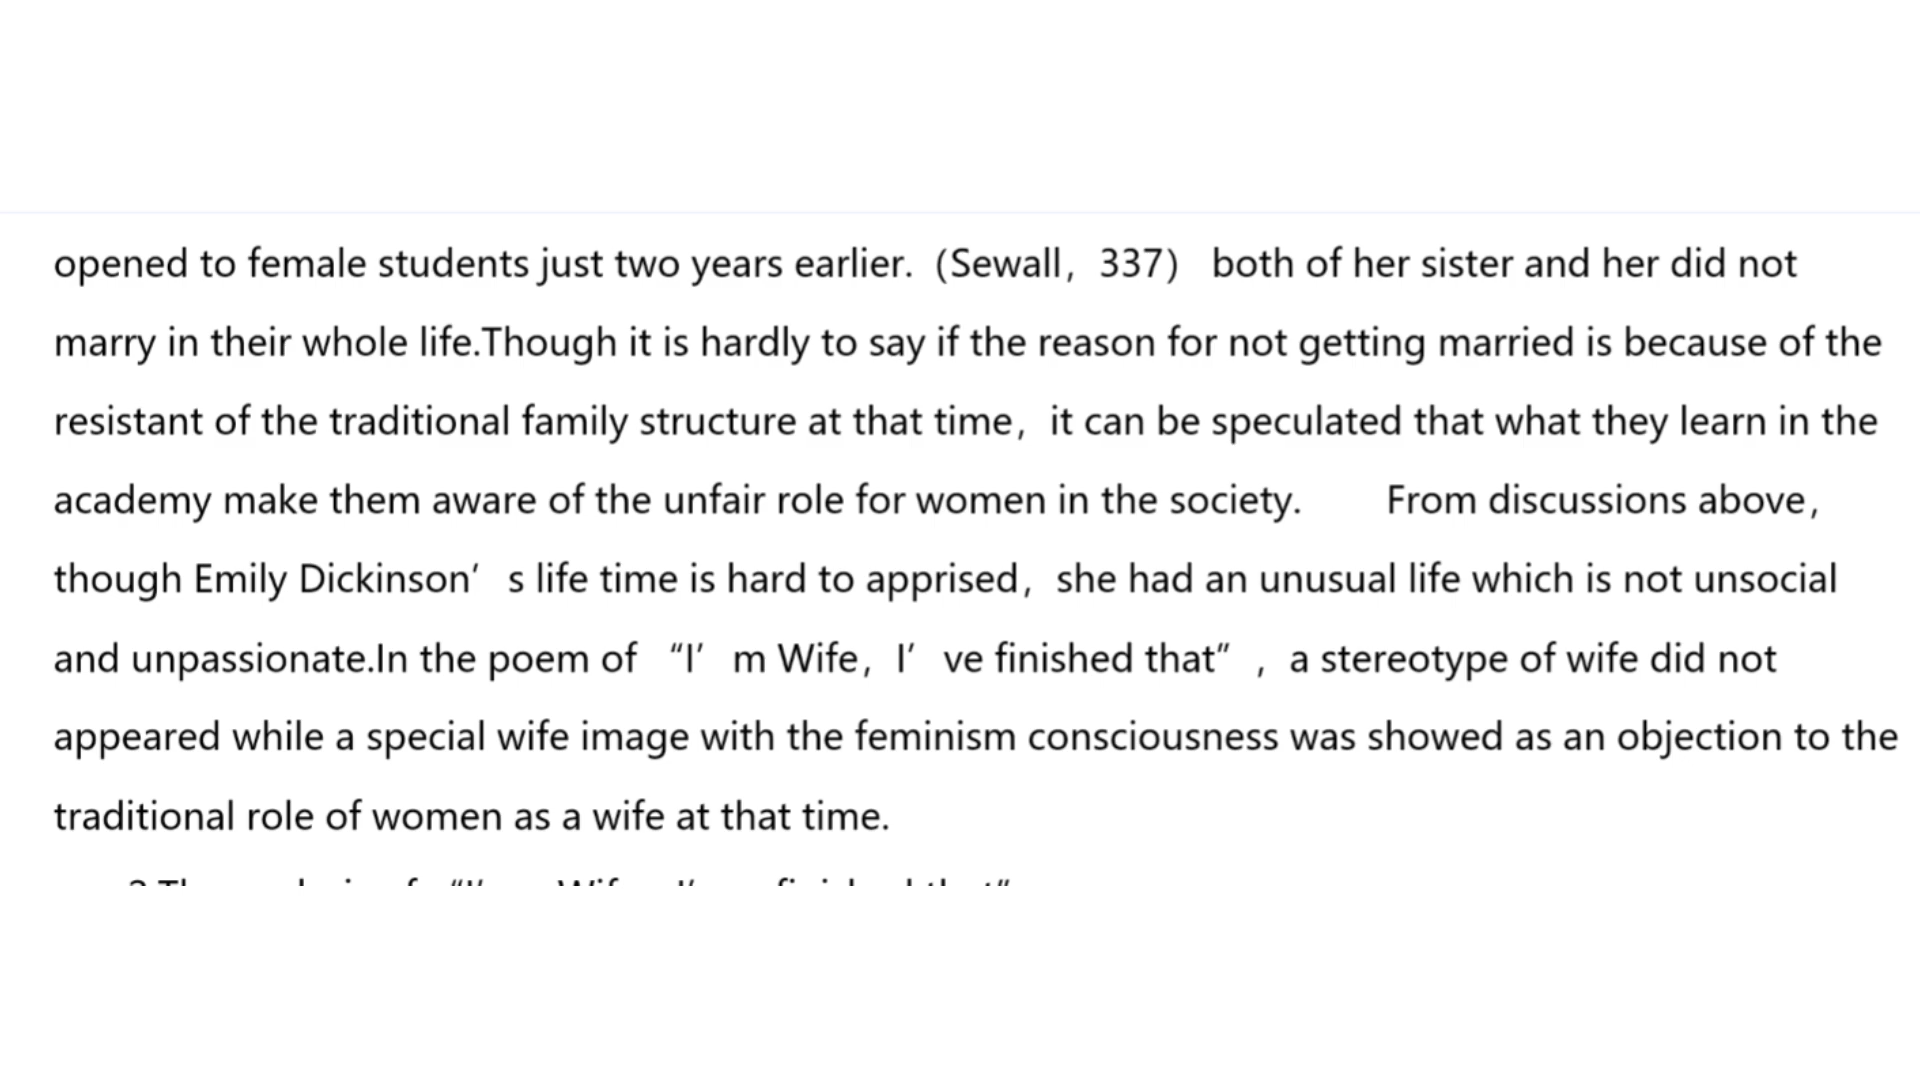 opened to female students just two years earlier.（Sewall，337） both of her sister and her did not
marry in their whole life.Though it is hardly to say if the reason for not getting married is because of the
resistant of the traditional family structure at that time，it can be speculated that what they learn in the
academy make them aware of the unfair role for women in the society.　　From discussions above，
though Emily Dickinson’s life time is hard to apprised，she had an unusual life which is not unsocial
and unpassionate.In the poem of “I’m Wife，I’ve finished that”，a stereotype of wife did not
appeared while a special wife image with the feminism consciousness was showed as an objection to the
traditional role of women as a wife at that time.